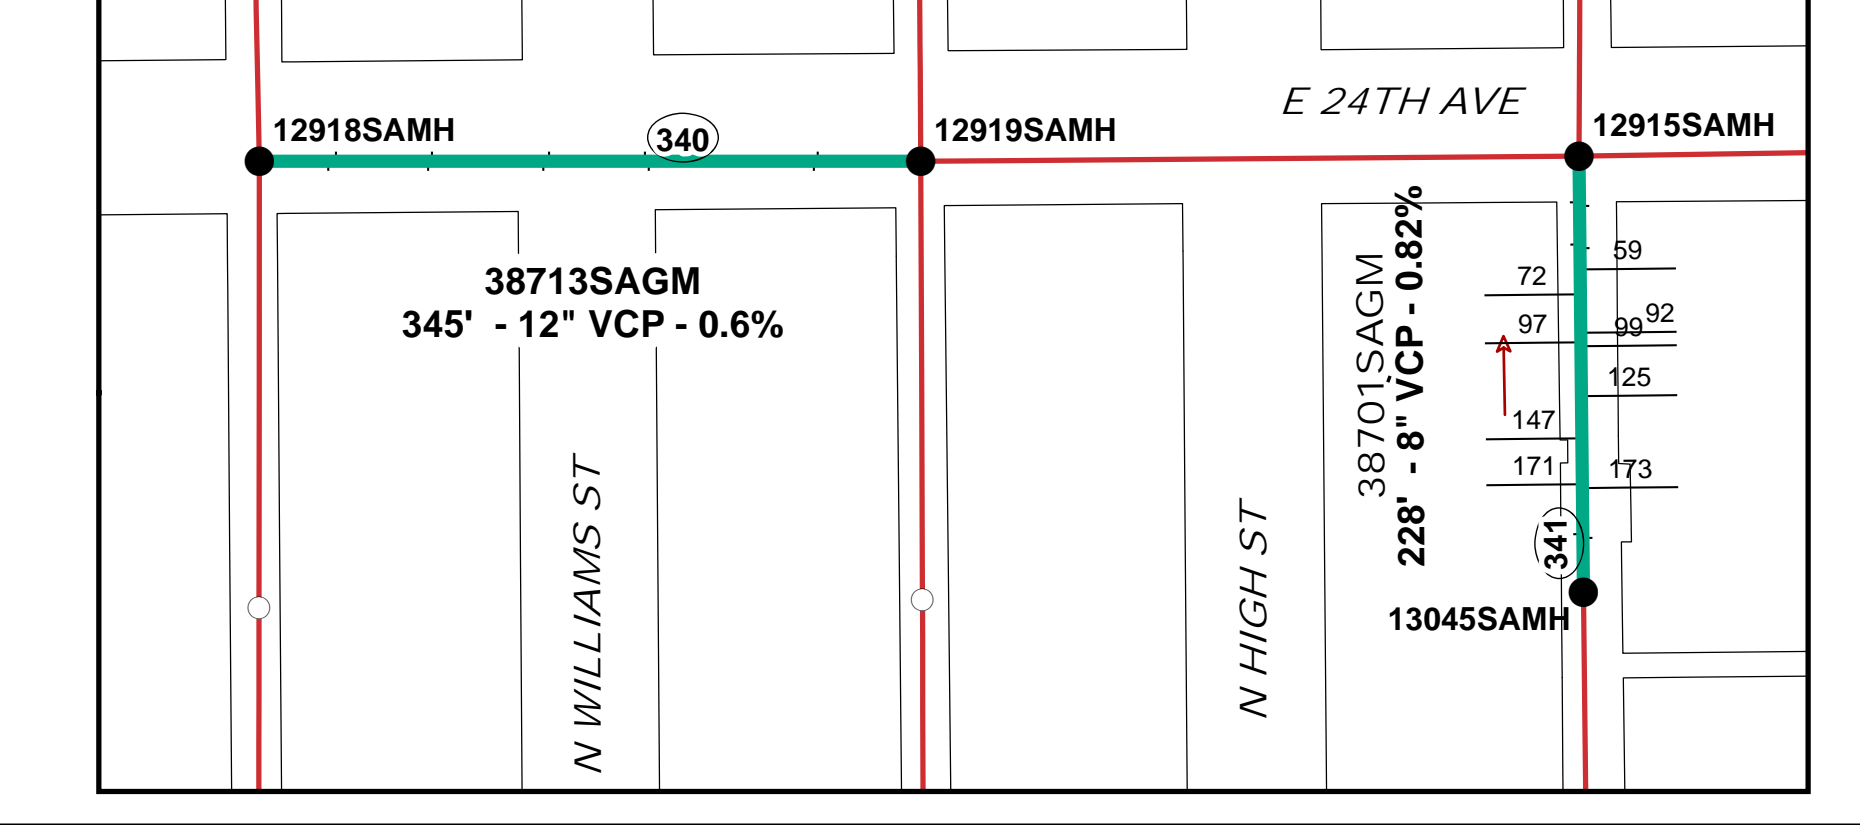 E 24TH AVE
12918SAMH
340
12919SAMH
12915SAMH
38713SAGM
345' - 12" VCP - 0.6%
38701SAGM
228' - 8" VCP - 0.82%
59
72
92
97
99
125
147
171
173
341
13045SAMH
N WILLIAMS ST
N HIGH ST